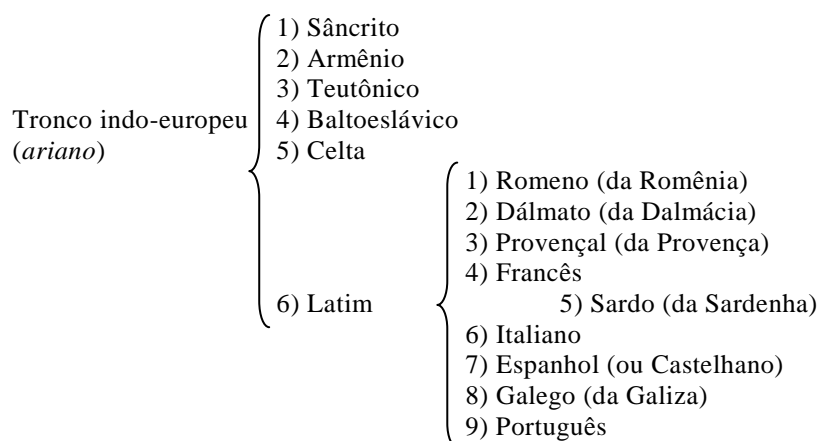 1) Sâncrito
2) Armênio
3) Teutônico
Tronco indo-europeu 4) Baltoeslávico
(ariano) 5) Celta
1) Romeno (da Romênia)
2) Dálmato (da Dalmácia)
3) Provençal (da Provença)
4) Francês
6) Latim 5) Sardo (da Sardenha)
6) Italiano
7) Espanhol (ou Castelhano)
8) Galego (da Galiza)
9) Português